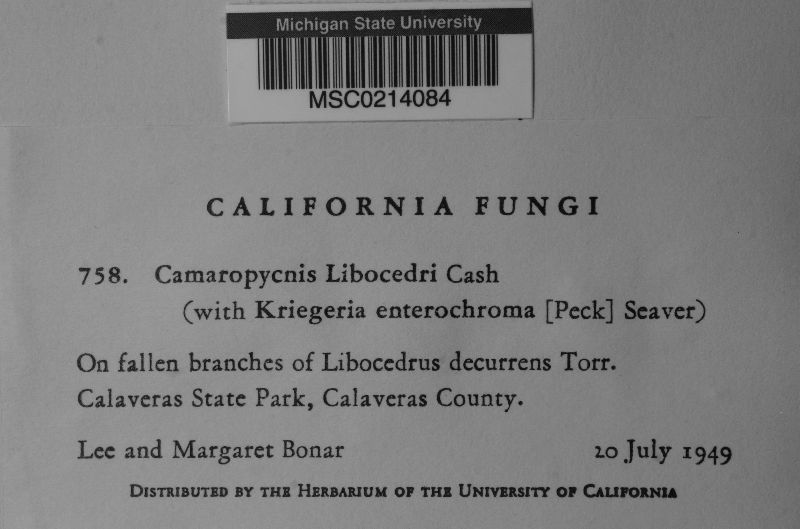 Michigan State University
MSC0214084
CALIFORNIA FUNGI
758. Camaropycnis Libocedri Cash
(with Kriegeria enterochroma [Peck] Seaver)
On fallen branches of Libocedrus decurrens Torr.
Calaveras State Park, Calaveras County.
Lee and Margaret Bonar 20 July 1949
DISTRIBUTED BY THE HERBARIUM OF THE UNIVERSITY OF CALIFORNIA